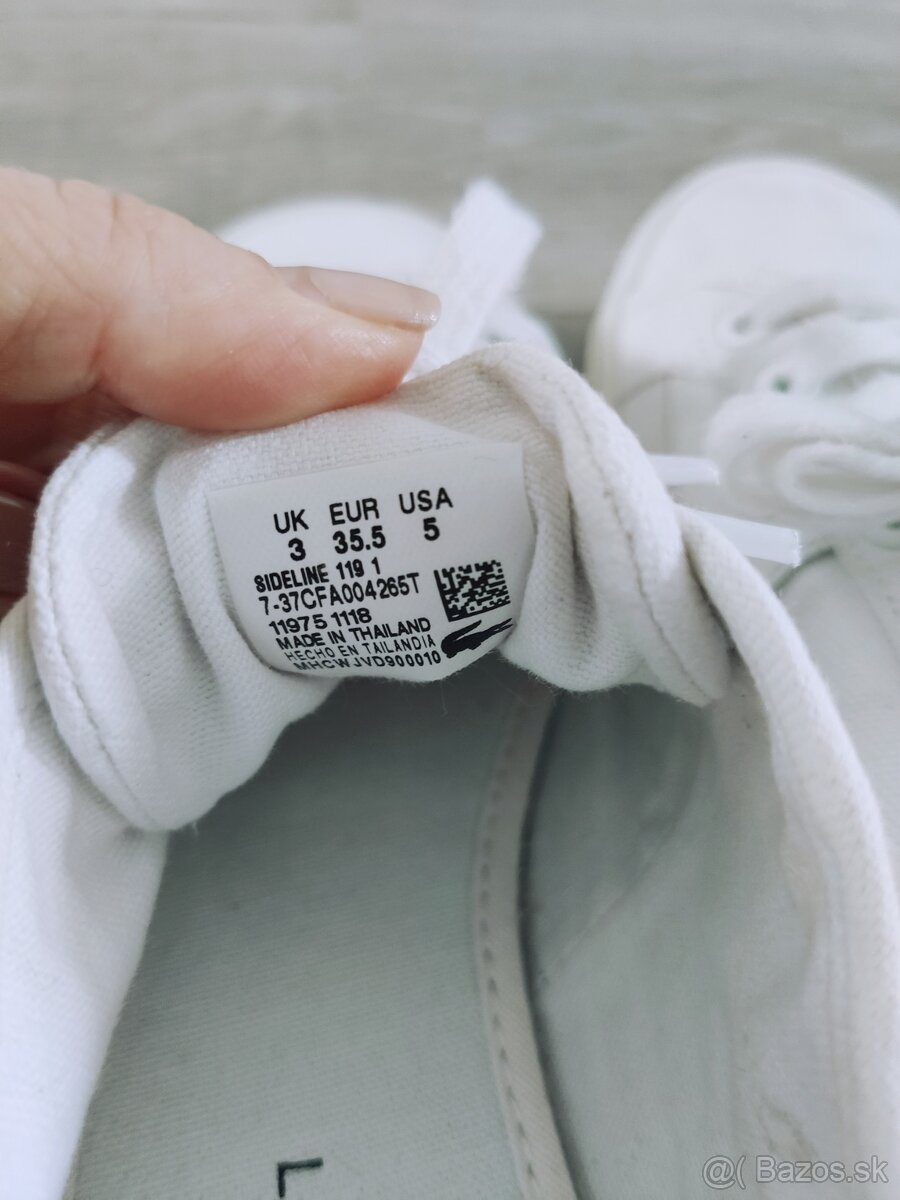 UK EUR USA
3 35.5 5
SIDELINE 119 1
7-37CFA004265T
11975 1118
MADE IN THAILAND
HECHO EN TAILANDIA
MHCWJVD900010
@( Bazos.sk